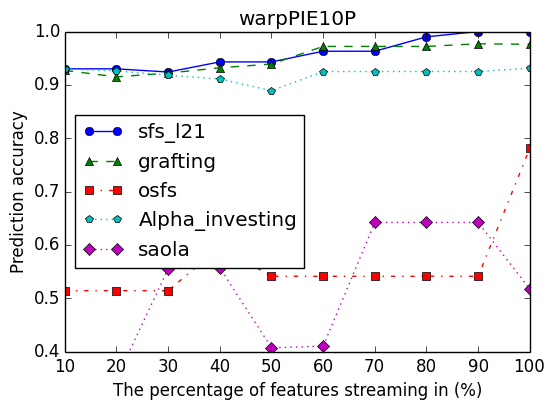 warpPIE10P
1.0
0.9
0.8
0.7
0.6
0.5
0.4
Prediction accuracy
sfs_l21
grafting
osfs
Alpha_investing
saola
10 20 30 40 50 60 70 80 90 100
The percentage of features streaming in (%)